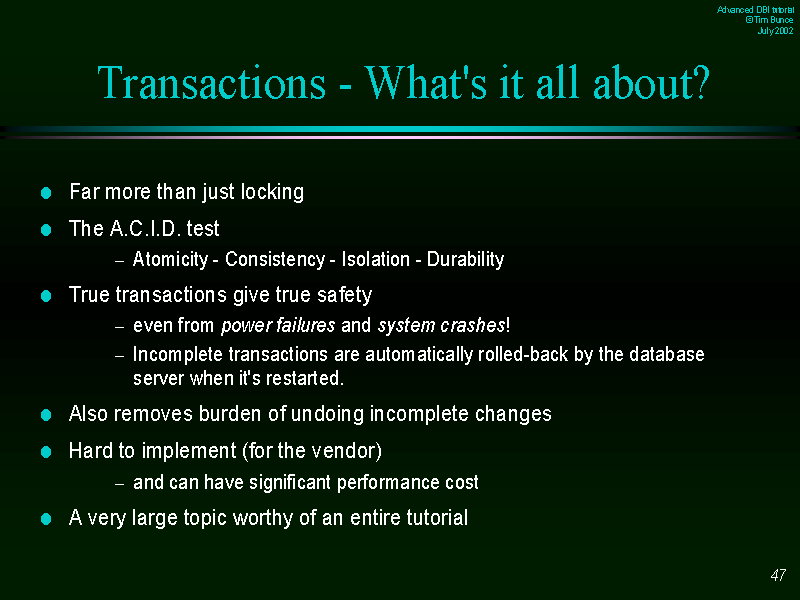 Advanced DBI tutorial
©Tim Bunce
July 2002
Transactions - What's it all about?
Far more than just locking
The A.C.I.D. test
– Atomicity - Consistency - Isolation - Durability
True transactions give true safety
– even from power failures and system crashes!
– Incomplete transactions are automatically rolled-back by the database
server when it's restarted.
Also removes burden of undoing incomplete changes
Hard to implement (for the vendor)
– and can have significant performance cost
A very large topic worthy of an entire tutorial
47